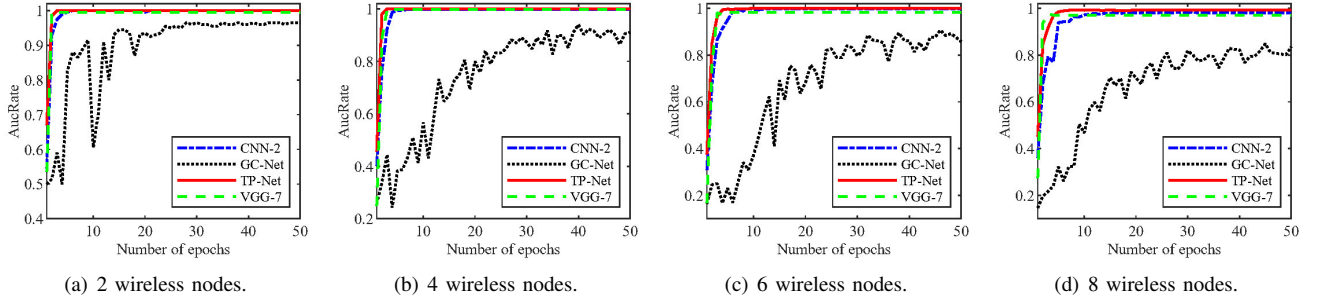 1
0.9
0.8
0.7
0.6
0.5
0.4
AucRate
10 20 30 40 50
Number of epochs
CNN-2
GC-Net
TP-Net
VGG-7
(a) 2 wireless nodes.
1
0.8
0.6
0.4
0.2
AucRate
10 20 30 40 50
Number of epochs
CNN-2
GC-Net
TP-Net
VGG-7
(b) 4 wireless nodes.
1
0.8
0.6
0.4
0.2
AucRate
10 20 30 40 50
Number of epochs
CNN-2
GC-Net
TP-Net
VGG-7
(c) 6 wireless nodes.
1
0.8
0.6
0.4
0.2
AucRate
10 20 30 40 50
Number of epochs
CNN-2
GC-Net
TP-Net
VGG-7
(d) 8 wireless nodes.